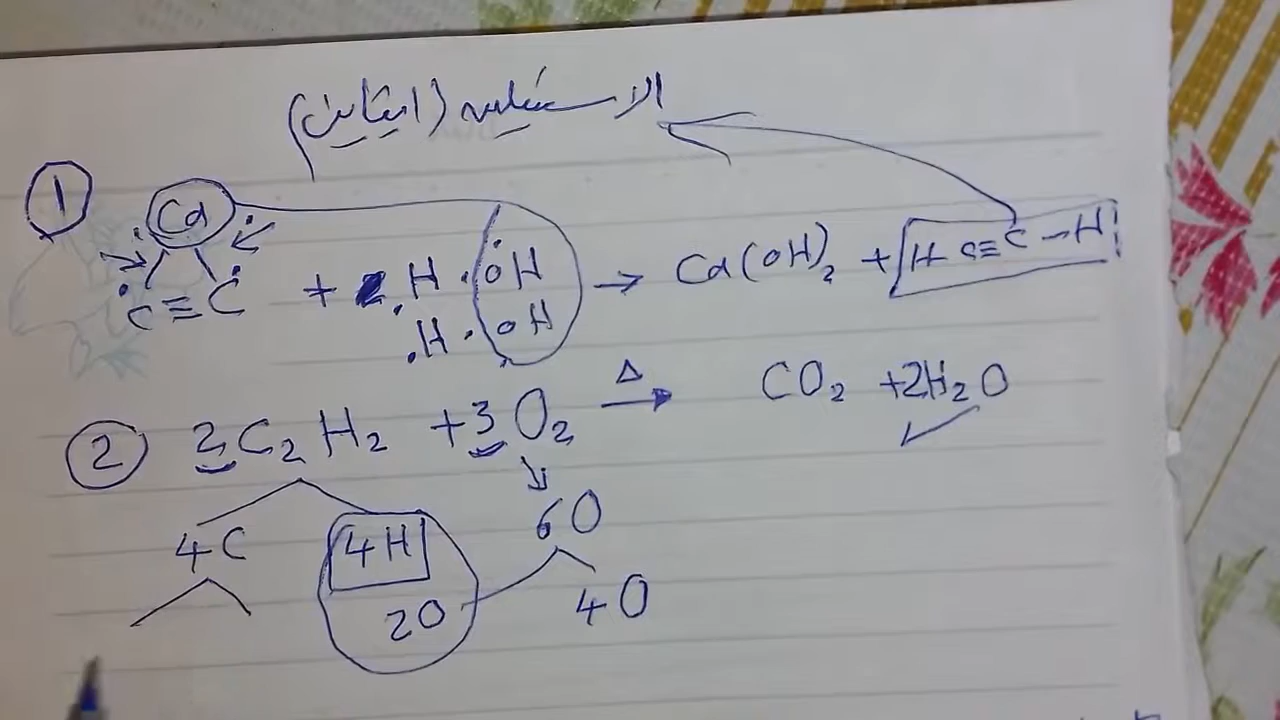 الاستيلين (ايثاين)
① Ca C≡C + 2 H OH H OH → Ca(OH)₂ + H C≡C–H
② 2C₂H₂ + 3O₂ Δ→ CO₂ + 2H₂O
4C 4H 6O
2O 4O